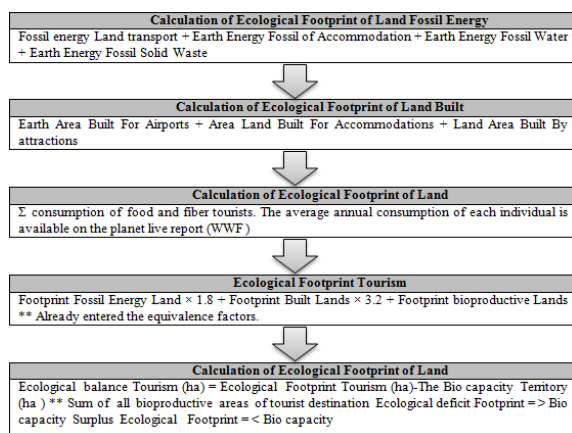 Calculation of Ecological Footprint of Land Fossil Energy
Fossil energy Land transport + Earth Energy Fossil of Accommodation + Earth Energy Fossil Water
+ Earth Energy Fossil Solid Waste
Calculation of Ecological Footprint of Land Built
Earth Area Built For Airports + Area Land Built For Accommodations + Land Area Built By
attractions
Calculation of Ecological Footprint of Land
Σ consumption of food and fiber tourists. The average annual consumption of each individual is
available on the planet live report (WWF)
Ecological Footprint Tourism
Footprint Fossil Energy Land × 1.8 + Footprint Built Lands × 3.2 + Footprint bioproductive Lands
** Already entered the equivalence factors.
Calculation of Ecological Footprint of Land
Ecological balance Tourism (ha) = Ecological Footprint Tourism (ha)-The Bio capacity Territory
(ha ) ** Sum of all bioproductive areas of tourist destination Ecological deficit Footprint = > Bio
capacity Surplus Ecological Footprint = < Bio capacity